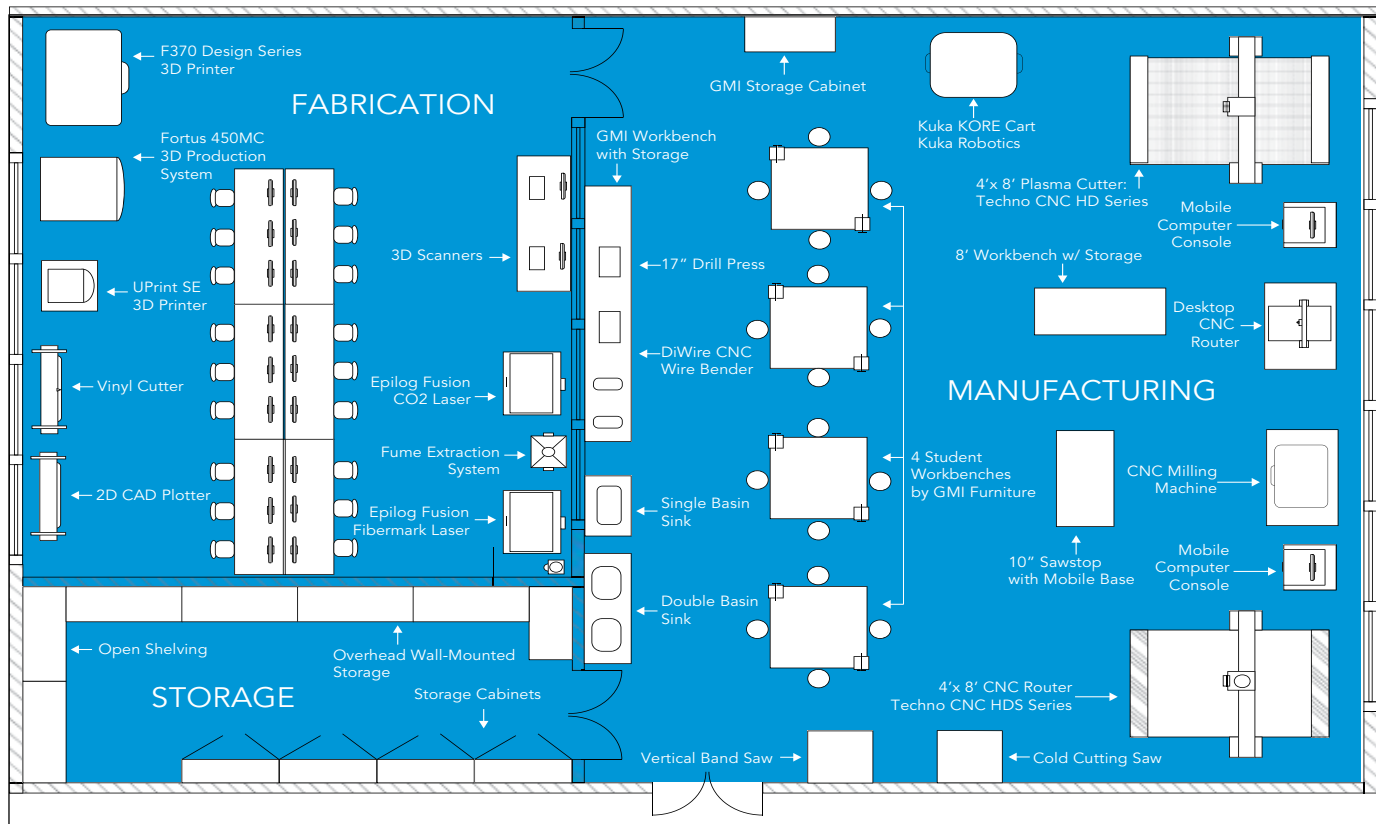 F370 Design Series
3D Printer
FABRICATION
Fortus 450MC
3D Production
System
UPrint SE
3D Printer
Vinyl Cutter
2D CAD Plotter
3D Scanners
Epilog Fusion
CO2 Laser
Fume Extraction
System
Epilog Fusion
Fibermark Laser
GMI Workbench
with Storage
17” Drill Press
DiWire CNC
Wire Bender
Single Basin
Sink
Double Basin
Sink
Open Shelving
Overhead Wall-Mounted
Storage
STORAGE
Storage Cabinets
GMI Storage Cabinet
Kuka KORE Cart
Kuka Robotics
4’x 8’ Plasma Cutter:
Techno CNC HD Series
Mobile
Computer
Console
8’ Workbench w/ Storage
Desktop
CNC
Router
MANUFACTURING
4 Student
Workbenches
by GMI Furniture
CNC Milling
Machine
10” Sawstop
with Mobile Base
Mobile
Computer
Console
4’x 8’ CNC Router
Techno CNC HDS Series
Vertical Band Saw
Cold Cutting Saw